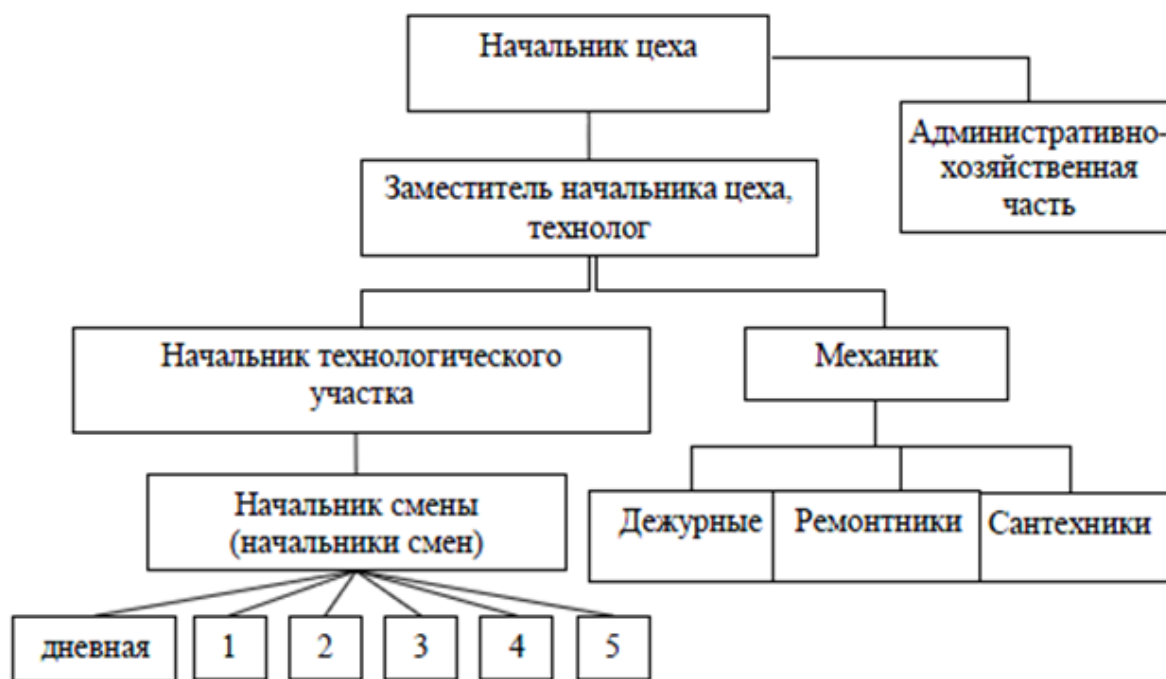 Начальник цеха
Административно-
хозяйственная
часть
Заместитель начальника цеха,
технолог
Начальник технологического
участка
Механик
Начальник смены
(начальники смен)
Дежурные
Ремонтники
Сантехники
дневная
1
2
3
4
5